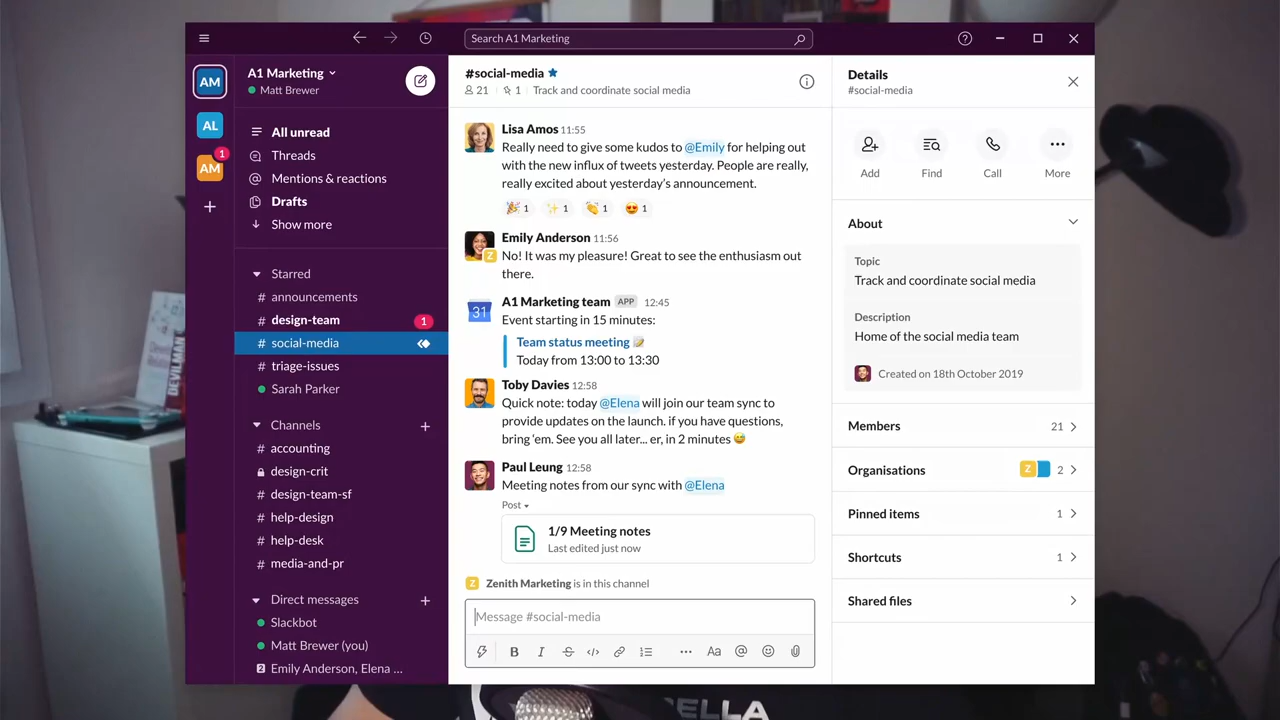 Search A1 Marketing
AM
AL
AM
1
A1 Marketing
Matt Brewer
All unread
Threads
Mentions & reactions
Drafts
Show more
Starred
# announcements
# design-team 1
# social-media
# triage-issues
Sarah Parker
Channels +
# accounting
design-crit
# design-team-sf
# help-design
# help-desk
# media-and-pr
Direct messages +
Slackbot
Matt Brewer (you)
2 Emily Anderson, Elena ...
#social-media
21 1 Track and coordinate social media
Lisa Amos 11:55
Really need to give some kudos to @Emily for helping out
with the new influx of tweets yesterday. People are really,
really excited about yesterday's announcement.
1 1 1 1
Emily Anderson 11:56
Z
No! It was my pleasure! Great to see the enthusiasm out
there.
31
A1 Marketing team APP 12:45
Event starting in 15 minutes:
Team status meeting
Today from 13:00 to 13:30
Toby Davies 12:58
Quick note: today @Elena will join our team sync to
provide updates on the launch. if you have questions,
bring 'em. See you all later... er, in 2 minutes
Paul Leung 12:58
Meeting notes from our sync with @Elena
Post
1/9 Meeting notes
Last edited just now
Z Zenith Marketing is in this channel
Message #social-media
B I S </> Aa @
Details
#social-media
Add
Find
Call
More
About
Topic
Track and coordinate social media
Description
Home of the social media team
Created on 18th October 2019
Members 21
Organisations Z 2
Pinned items 1
Shortcuts 1
Shared files
DEVILMAN